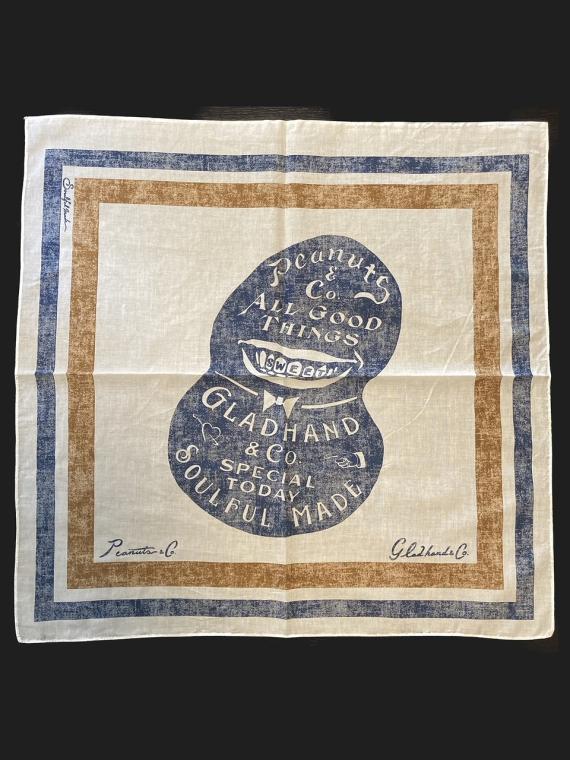 Peanuts
&
Co.
ALL GOOD
THINGS
SWEET
GLADHAND
& CO.
SPECIAL
TODAY
SOULFUL MADE
Peanuts & Co.
Gladhand & Co.